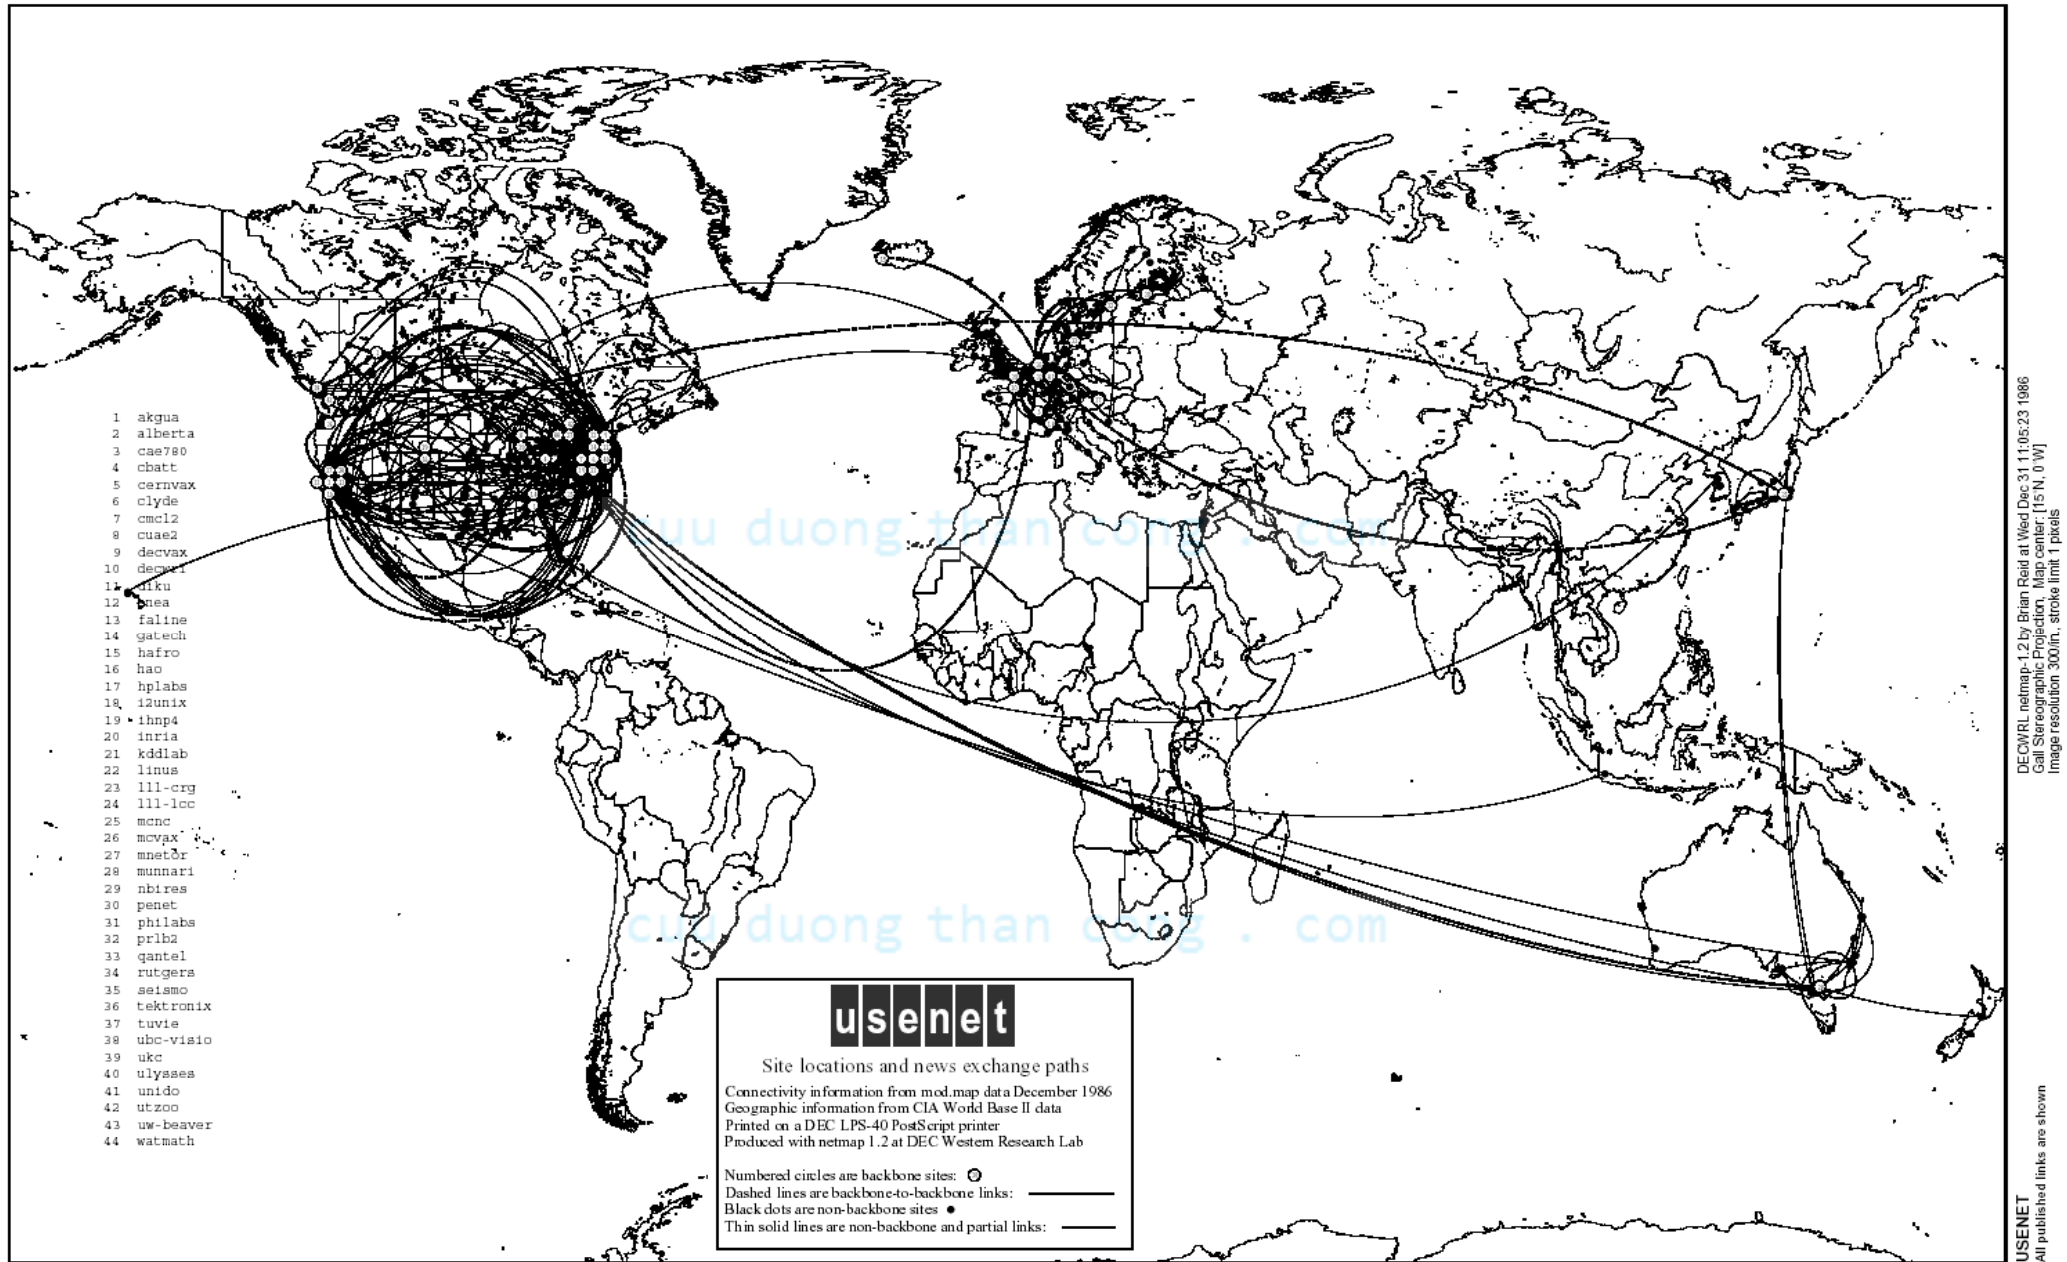 1 akgua
2 alberta
3 cae780
4 cbatt
5 cernvax
6 clyde
7 cmcl2
8 cuae2
9 decvax
10 decwrl
11 diku
12 enea
13 faline
14 gatech
15 hafro
16 hao
17 hplabs
18 i2unix
19 ihnp4
20 inria
21 kddlab
22 linus
23 lll-crg
24 lll-lcc
25 mcnc
26 mcvax
27 mnetor
28 munnari
29 nbires
30 penet
31 philabs
32 prlb2
33 qantel
34 rutgers
35 seismo
36 tektronix
37 tuvie
38 ubc-visio
39 ukc
40 ulysses
41 unido
42 utzoo
43 uw-beaver
44 watmath
cuu duong than cong . com
cuu duong than cong . com
usenet
Site locations and news exchange paths
Connectivity information from mod.map data December 1986
Geographic information from CIA World Base II data
Printed on a DEC LPS-40 PostScript printer
Produced with netmap 1.2 at DEC Western Research Lab
Numbered circles are backbone sites:
Dashed lines are backbone-to-backbone links:
Black dots are non-backbone sites
Thin solid lines are non-backbone and partial links:
DECWRL netmap-1.2 by Brian Reid at Wed Dec 31 11:05:23 1986
Gall Stereographic Projection, Map center: [15°N, 0°W]
Image resolution 300/in., stroke limit 1 pixels
USENET
All published links are shown